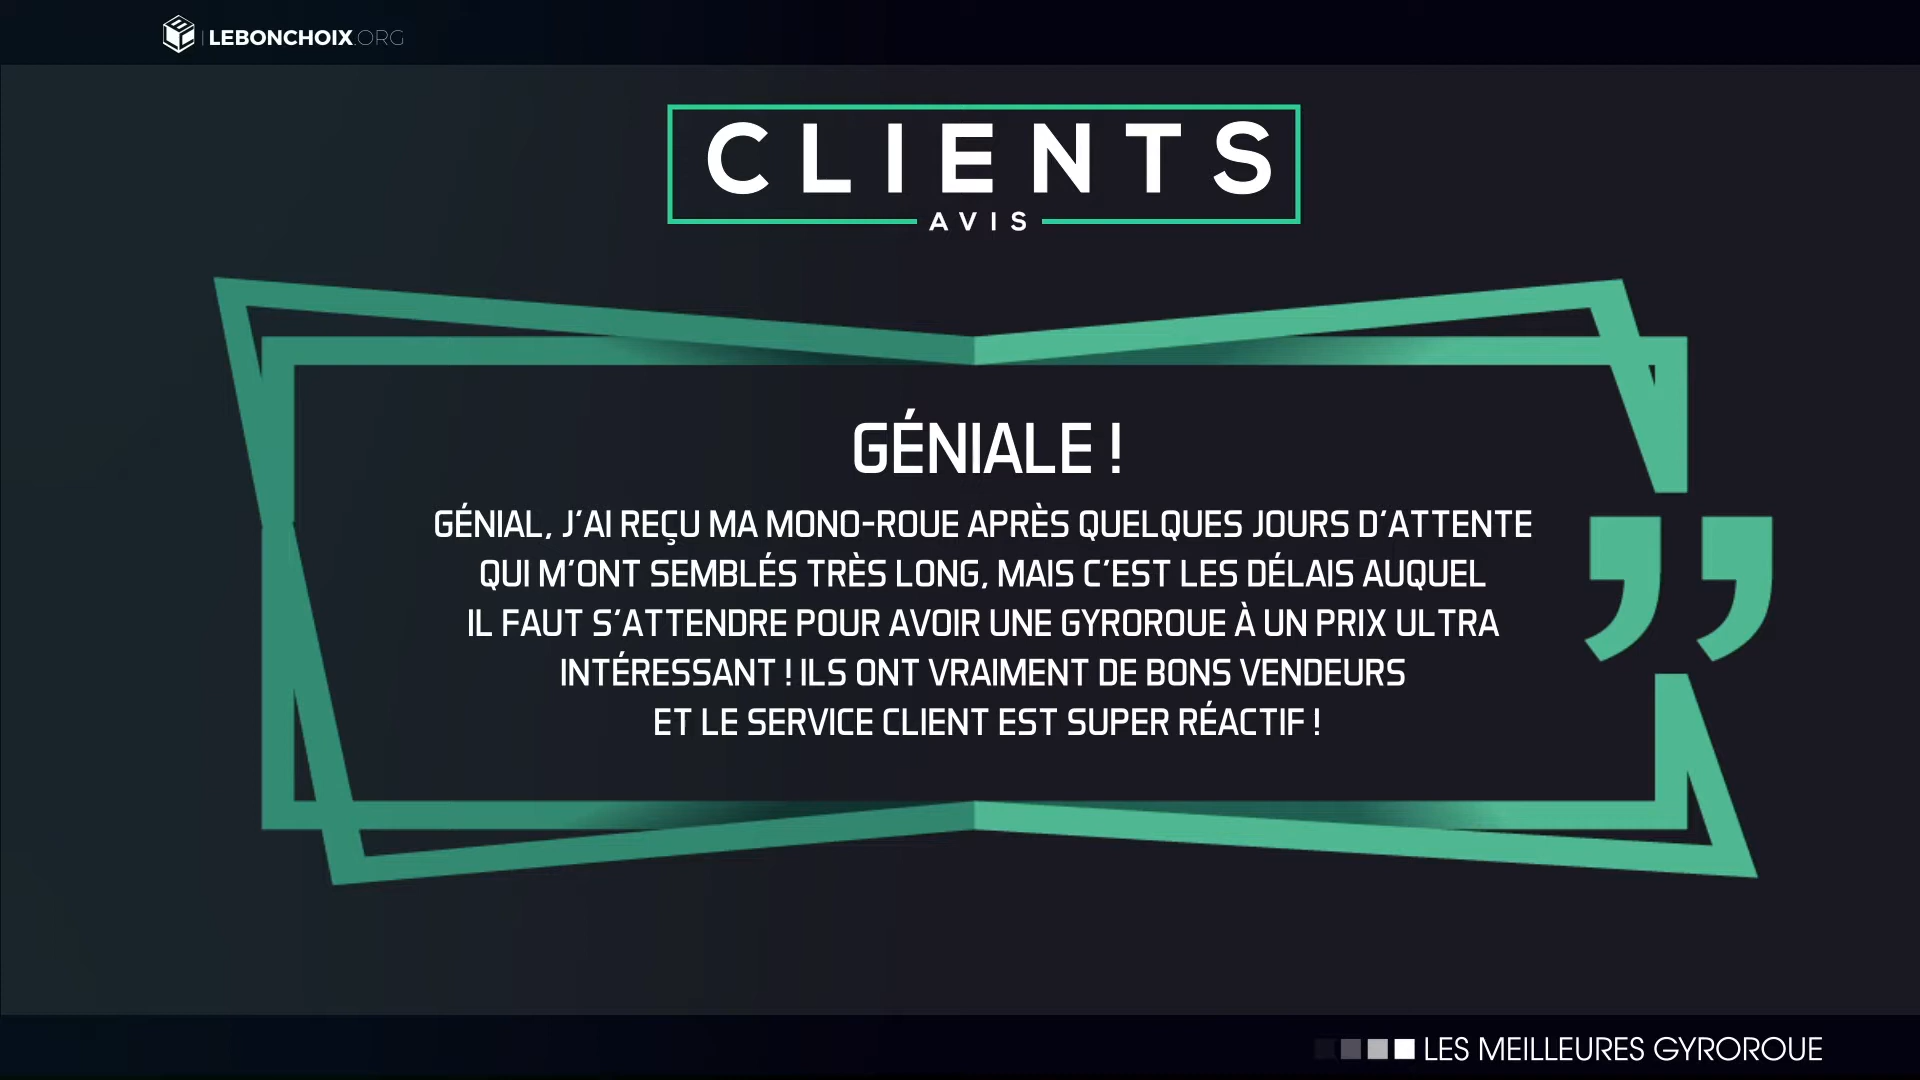 LEBONCHOIX.ORG
CLIENTS
AVIS
GÉNIALE !
GÉNIAL, J'AI REÇU MA MONO-ROUE APRÈS QUELQUES JOURS D'ATTENTE
QUI M'ONT SEMBLÉS TRÈS LONG, MAIS C'EST LES DÉLAIS AUQUEL
IL FAUT S'ATTENDRE POUR AVOIR UNE GYROROUE À UN PRIX ULTRA
INTÉRESSANT ! ILS ONT VRAIMENT DE BONS VENDEURS
ET LE SERVICE CLIENT EST SUPER RÉACTIF !
LES MEILLEURES GYROROUE